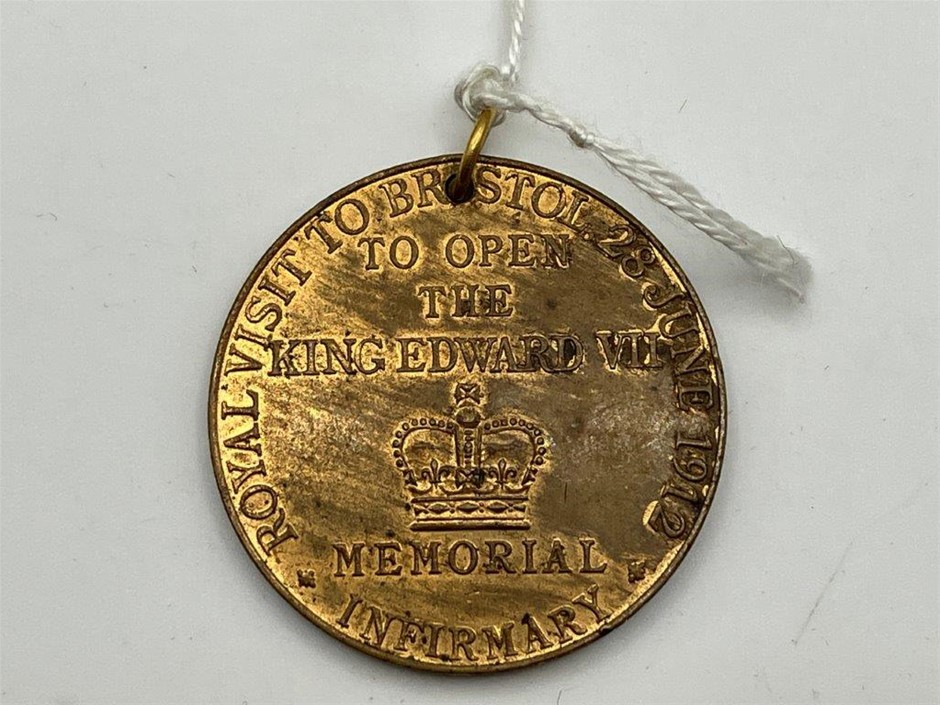 ROYAL VISIT TO BRISTOL, 28 JUNE 1912
TO OPEN
THE
KING EDWARD VII
MEMORIAL
INFIRMARY